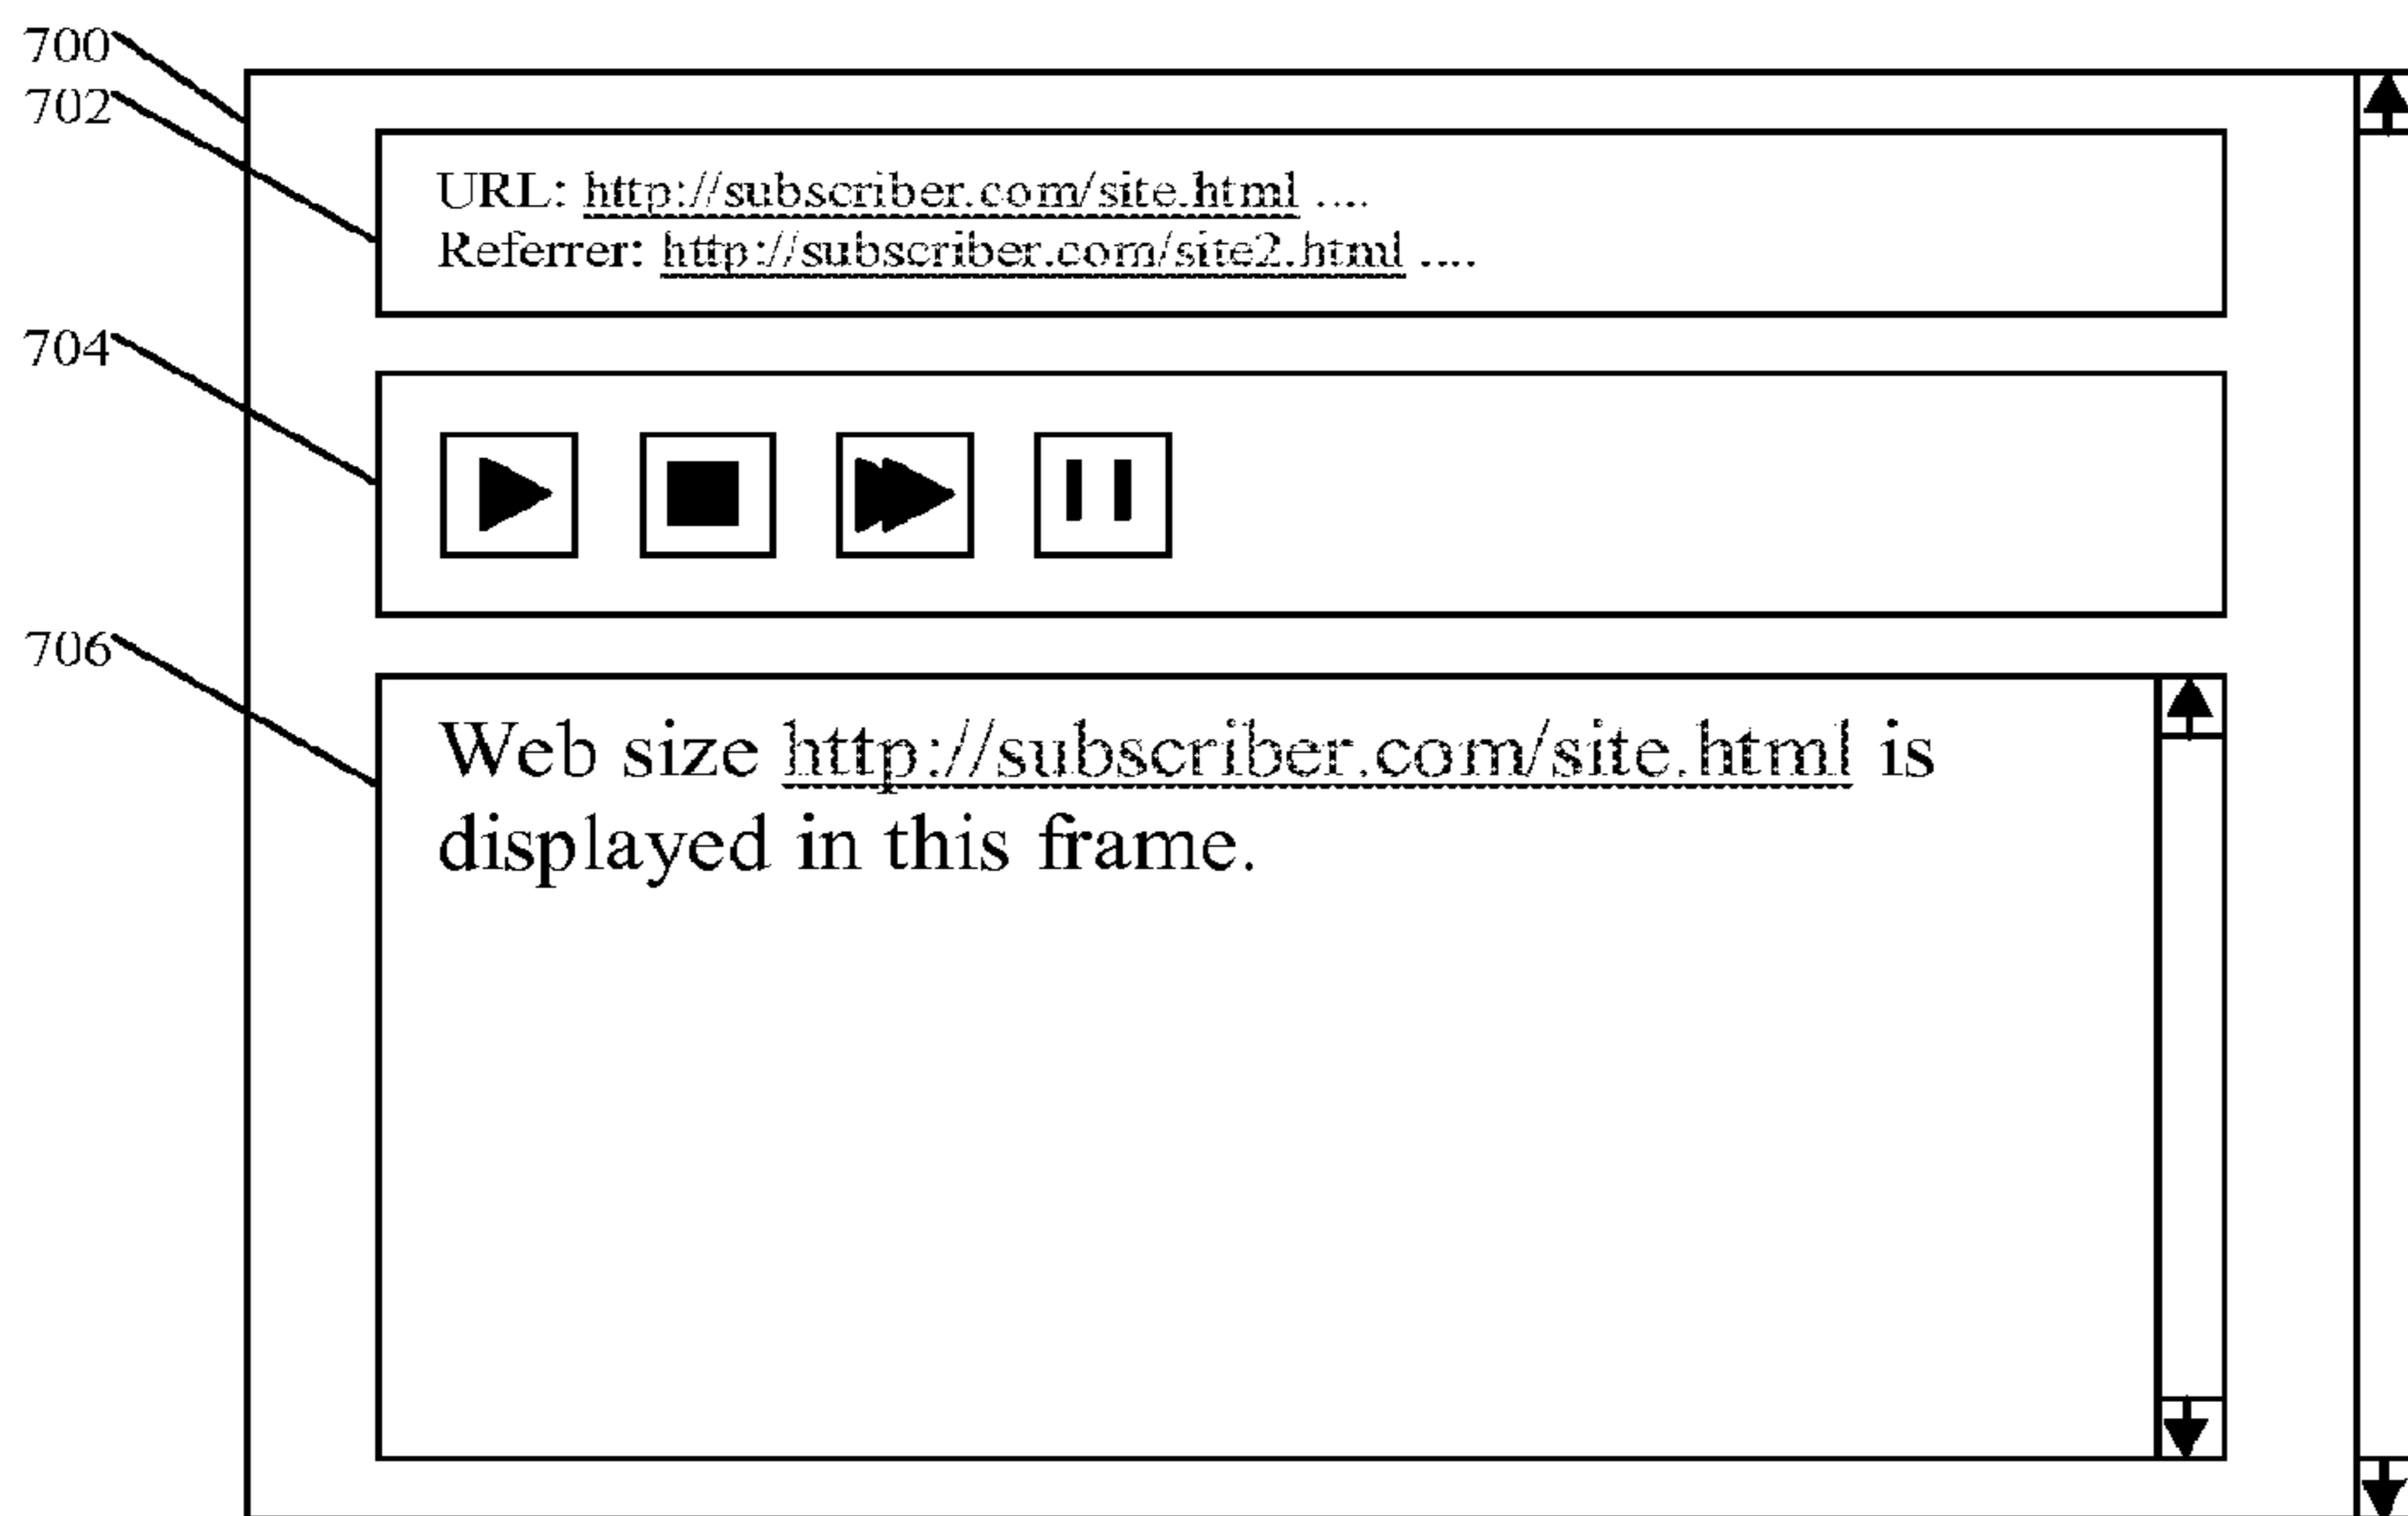 700
702
URL: http://subscriber.com/site.html ....
Referrer: http://subscriber.com/site2.html ....
704
706
Web size http://subscriber.com/site.html is
displayed in this frame.